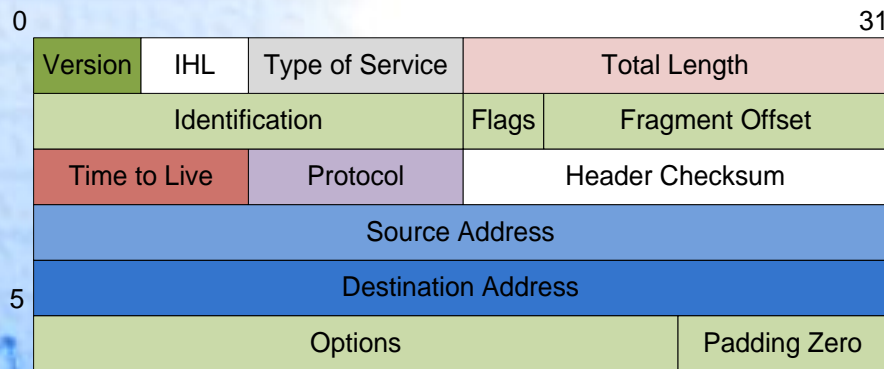 0 31
Version IHL Type of Service Total Length
Identification Flags Fragment Offset
Time to Live Protocol Header Checksum
Source Address
Destination Address
5
Options Padding Zero